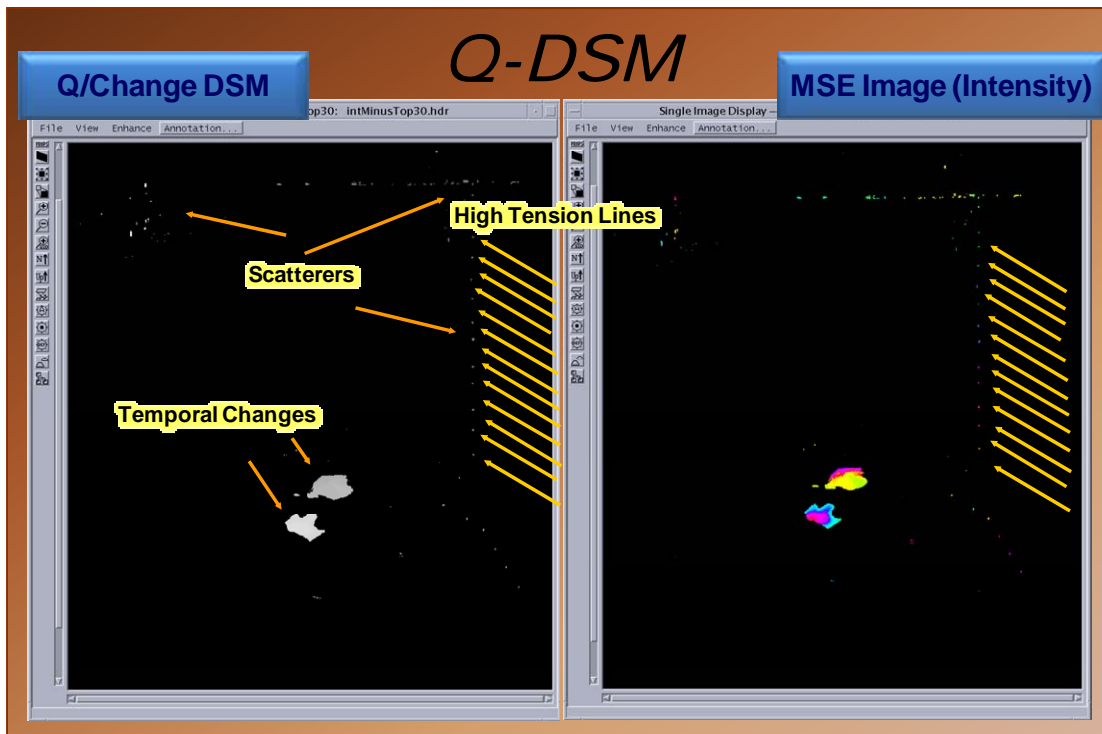 Q-DSM
Q/Change DSM
MSE Image (Intensity)
op30: intMinusTop30.hdr
Single Image Display –
File View Enhance Annotation...
File View Enhance Annotation...
High Tension Lines
Scatterers
Temporal Changes